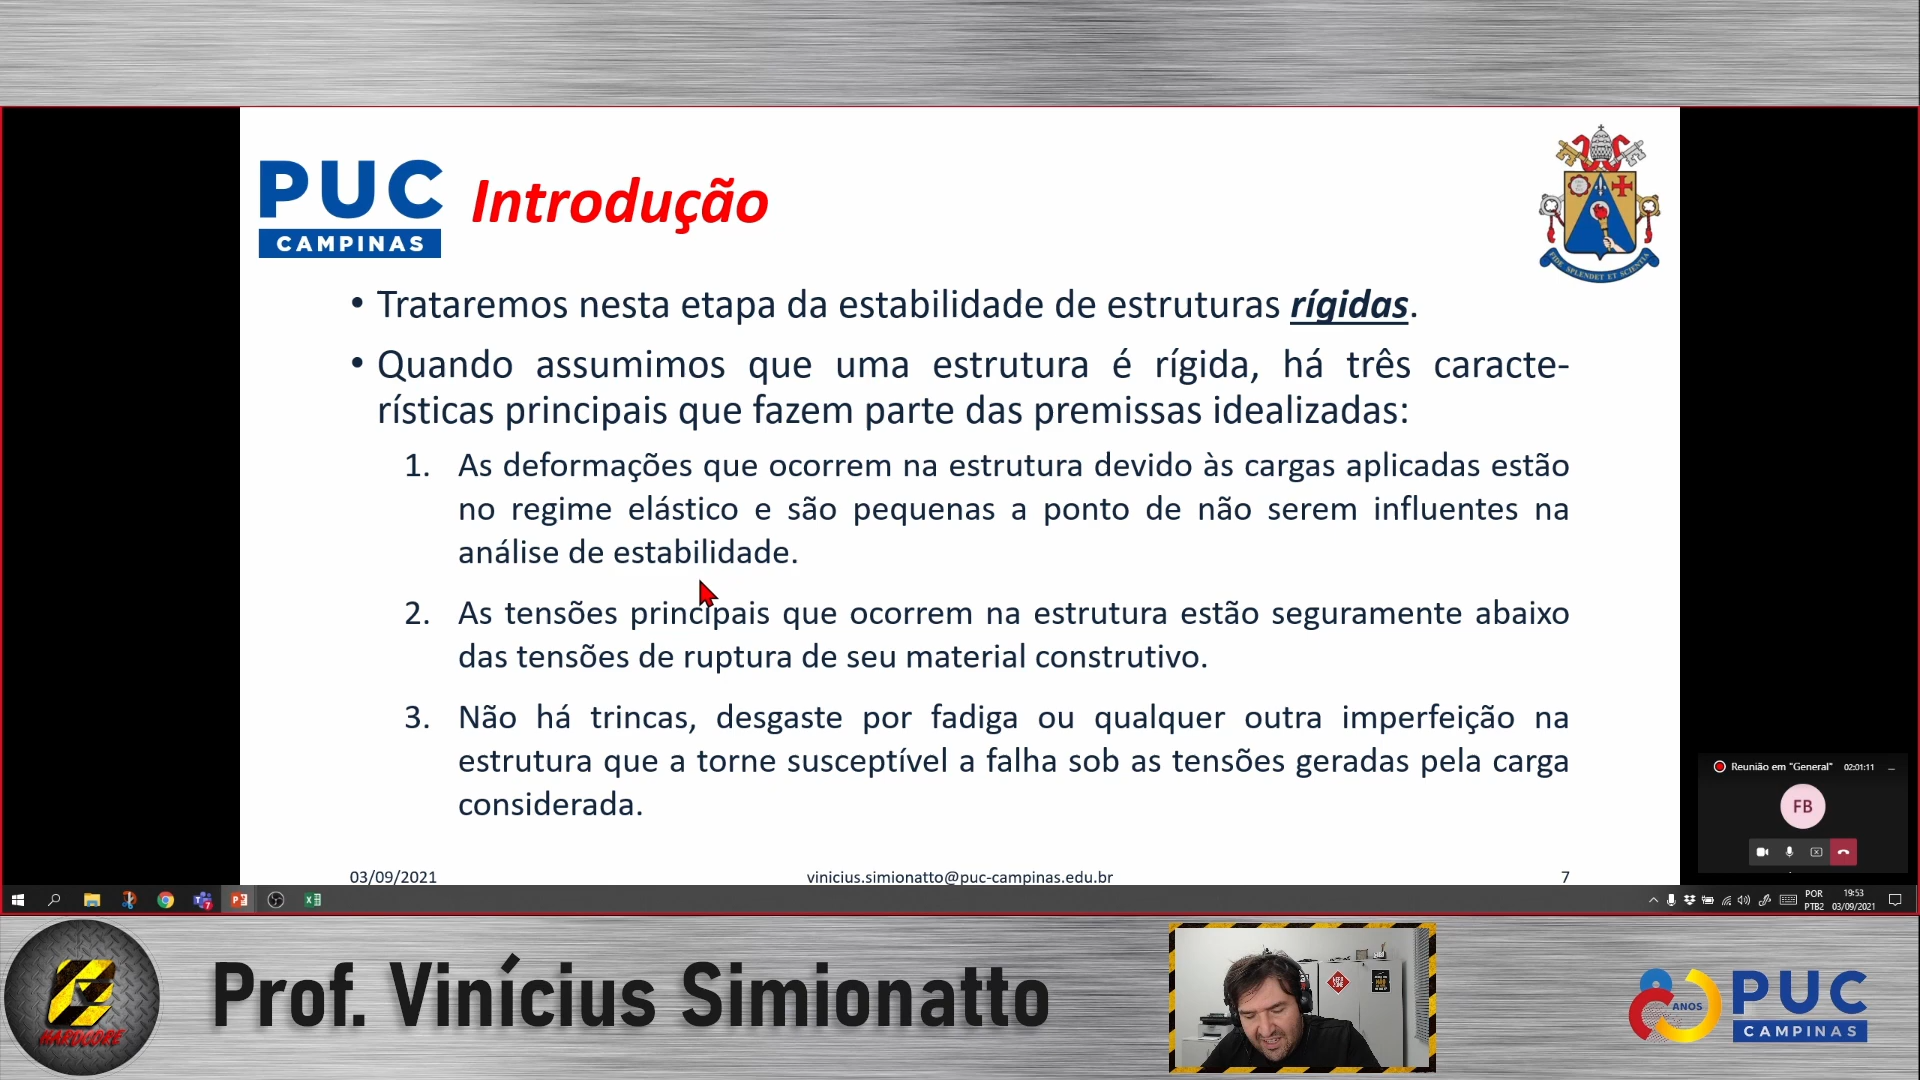 PUC
CAMPINAS
Introdução
FIDE SPLENDET ET SCIENTIA
• Trataremos nesta etapa da estabilidade de estruturas rígidas.
• Quando assumimos que uma estrutura é rígida, há três caracte-
rísticas principais que fazem parte das premissas idealizadas:
1. As deformações que ocorrem na estrutura devido às cargas aplicadas estão
no regime elástico e são pequenas a ponto de não serem influentes na
análise de estabilidade.
2. As tensões principais que ocorrem na estrutura estão seguramente abaixo
das tensões de ruptura de seu material construtivo.
3. Não há trincas, desgaste por fadiga ou qualquer outra imperfeição na
estrutura que a torne susceptível a falha sob as tensões geradas pela carga
considerada.
Reunião em "General" 02:01:11
FB
03/09/2021 vinicius.simionatto@puc-campinas.edu.br 7
POR 19:53
PTB2 03/09/2021
HARDCORE
Prof. Vinícius Simionatto
ANOS
PUC
CAMPINAS